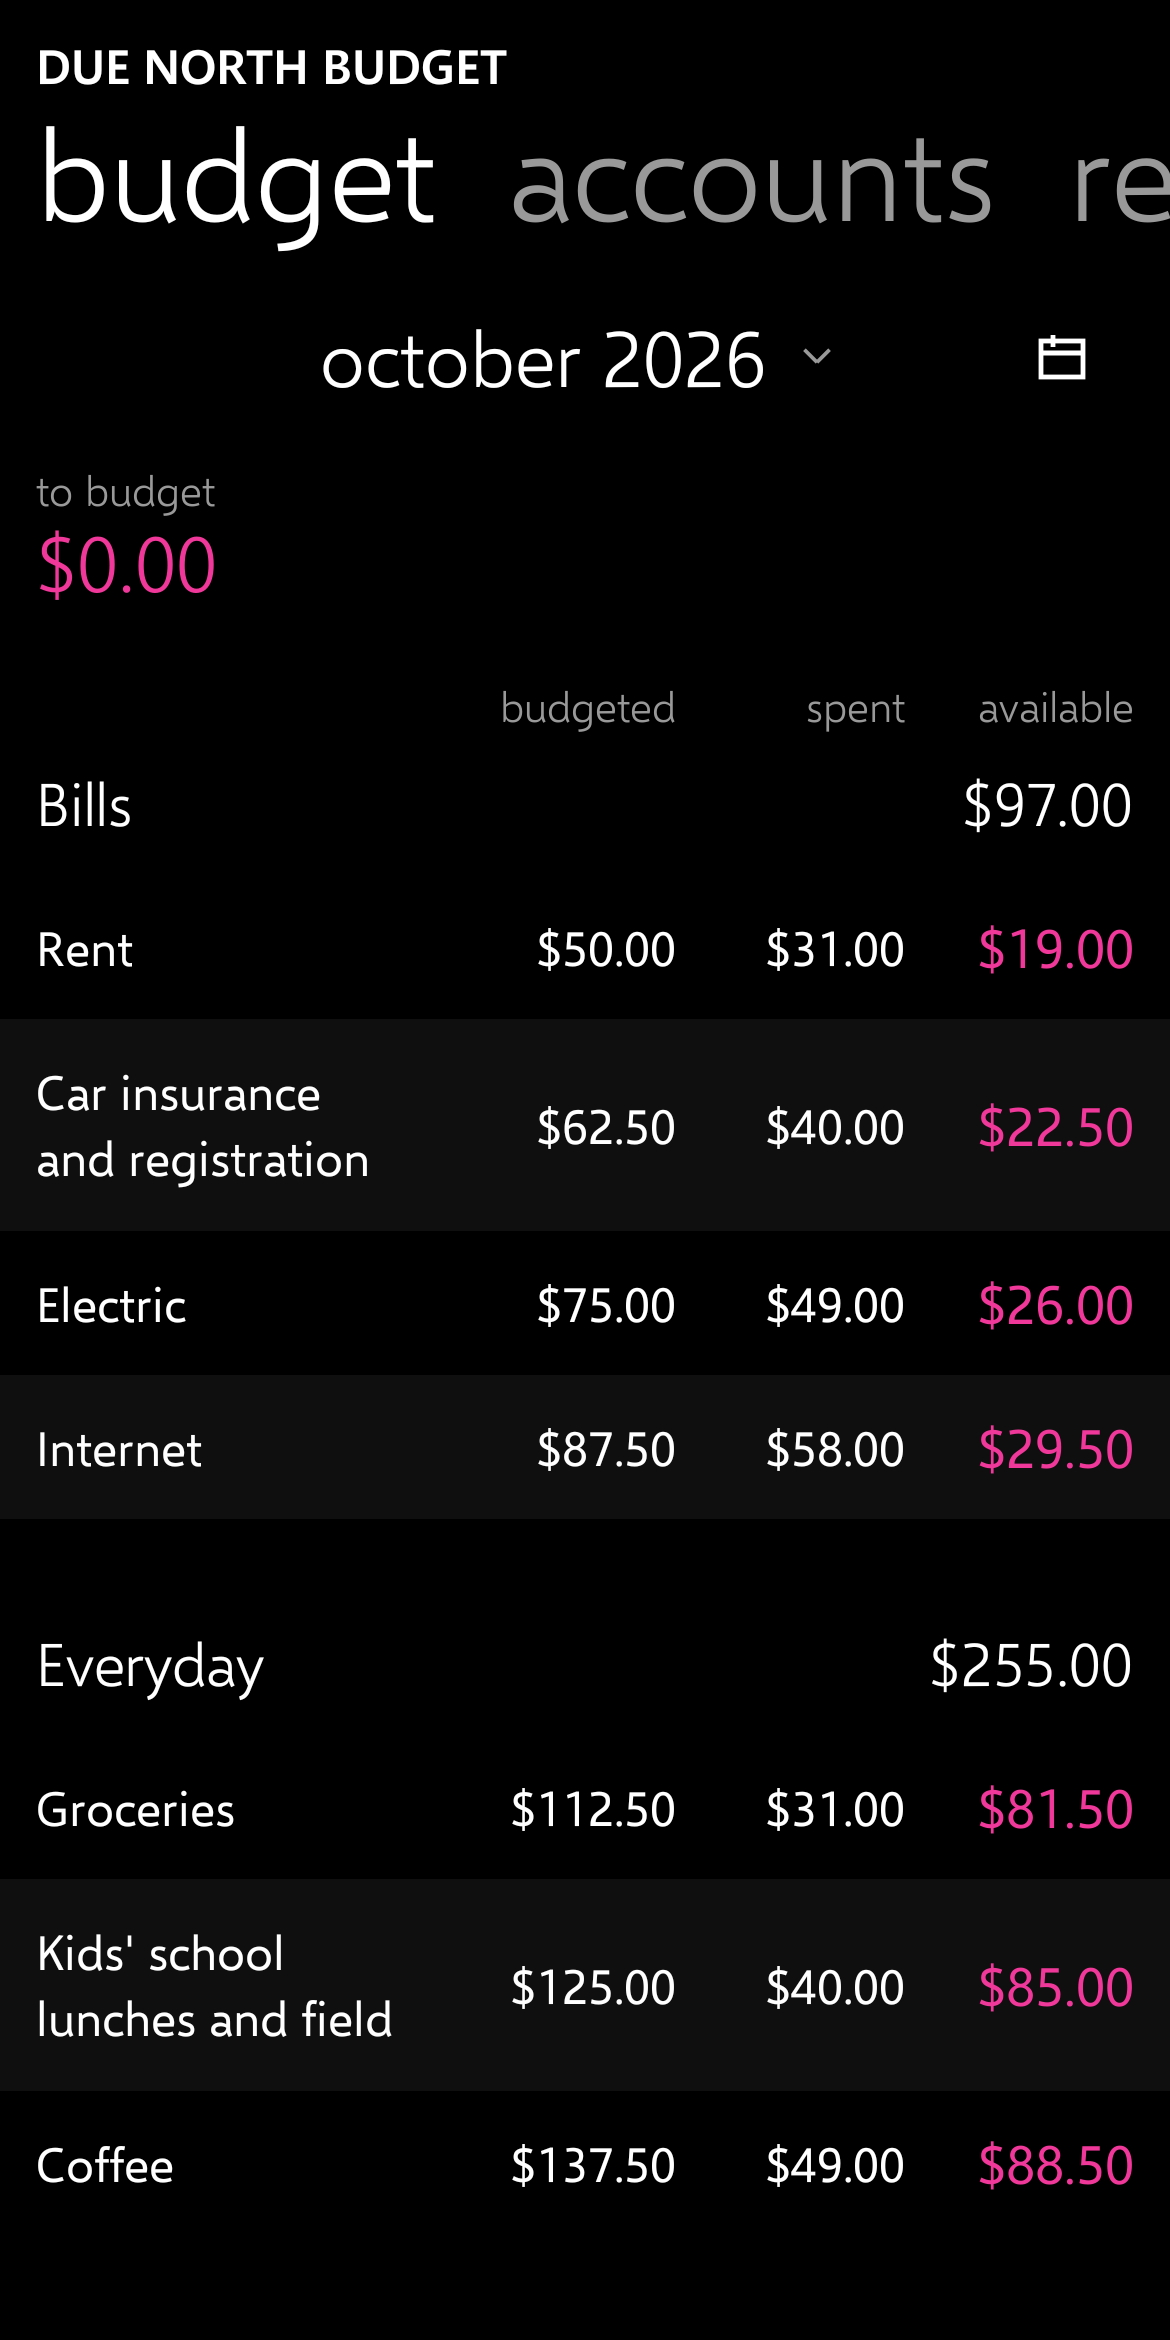 DUE NORTH BUDGET
budget accounts re
october 2026
to budget
$0.00
budgeted spent available
Bills $97.00
Rent $50.00 $31.00 $19.00
Car insurance
and registration $62.50 $40.00 $22.50
Electric $75.00 $49.00 $26.00
Internet $87.50 $58.00 $29.50
Everyday $255.00
Groceries $112.50 $31.00 $81.50
Kids' school
lunches and field $125.00 $40.00 $85.00
Coffee $137.50 $49.00 $88.50